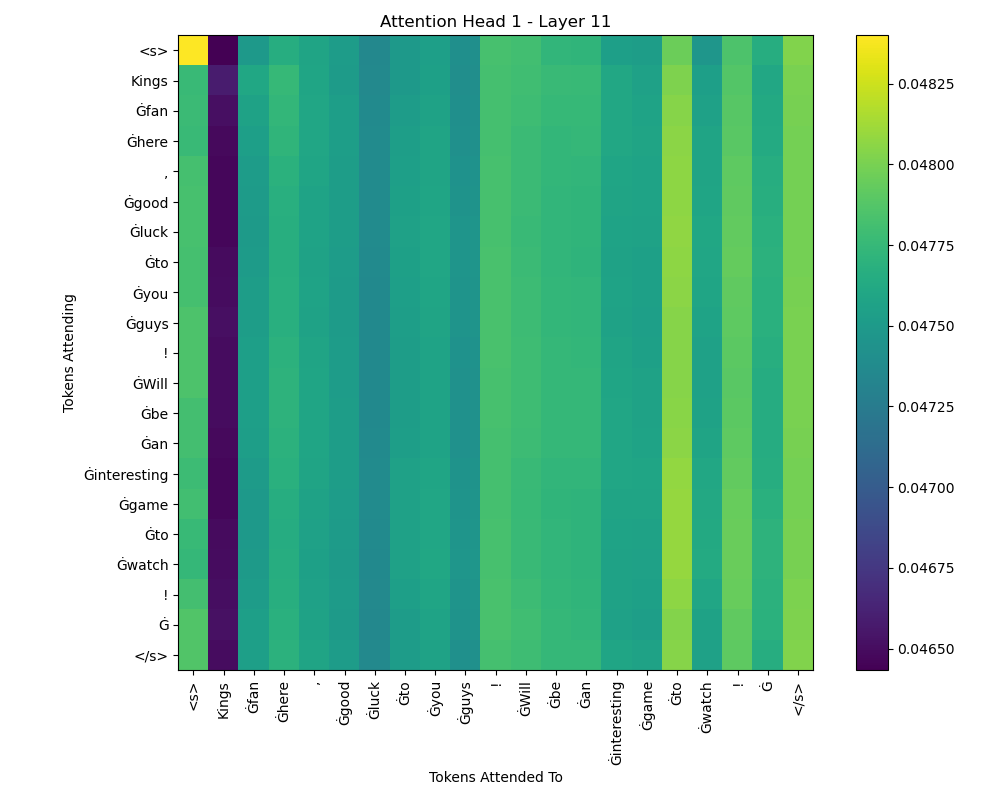 Attention Head 1 - Layer 11
Tokens Attending
<s>
Kings
Ġfan
Ġhere
,
Ġgood
Ġluck
Ġto
Ġyou
Ġguys
!
ĠWill
Ġbe
Ġan
Ġinteresting
Ġgame
Ġto
Ġwatch
!
Ġ
</s>
<s>
Kings
Ġfan
Ġhere
,
Ġgood
Ġluck
Ġto
Ġyou
Ġguys
!
ĠWill
Ġbe
Ġan
Ġinteresting
Ġgame
Ġto
Ġwatch
!
Ġ
</s>
Tokens Attended To
0.04825
0.04800
0.04775
0.04750
0.04725
0.04700
0.04675
0.04650